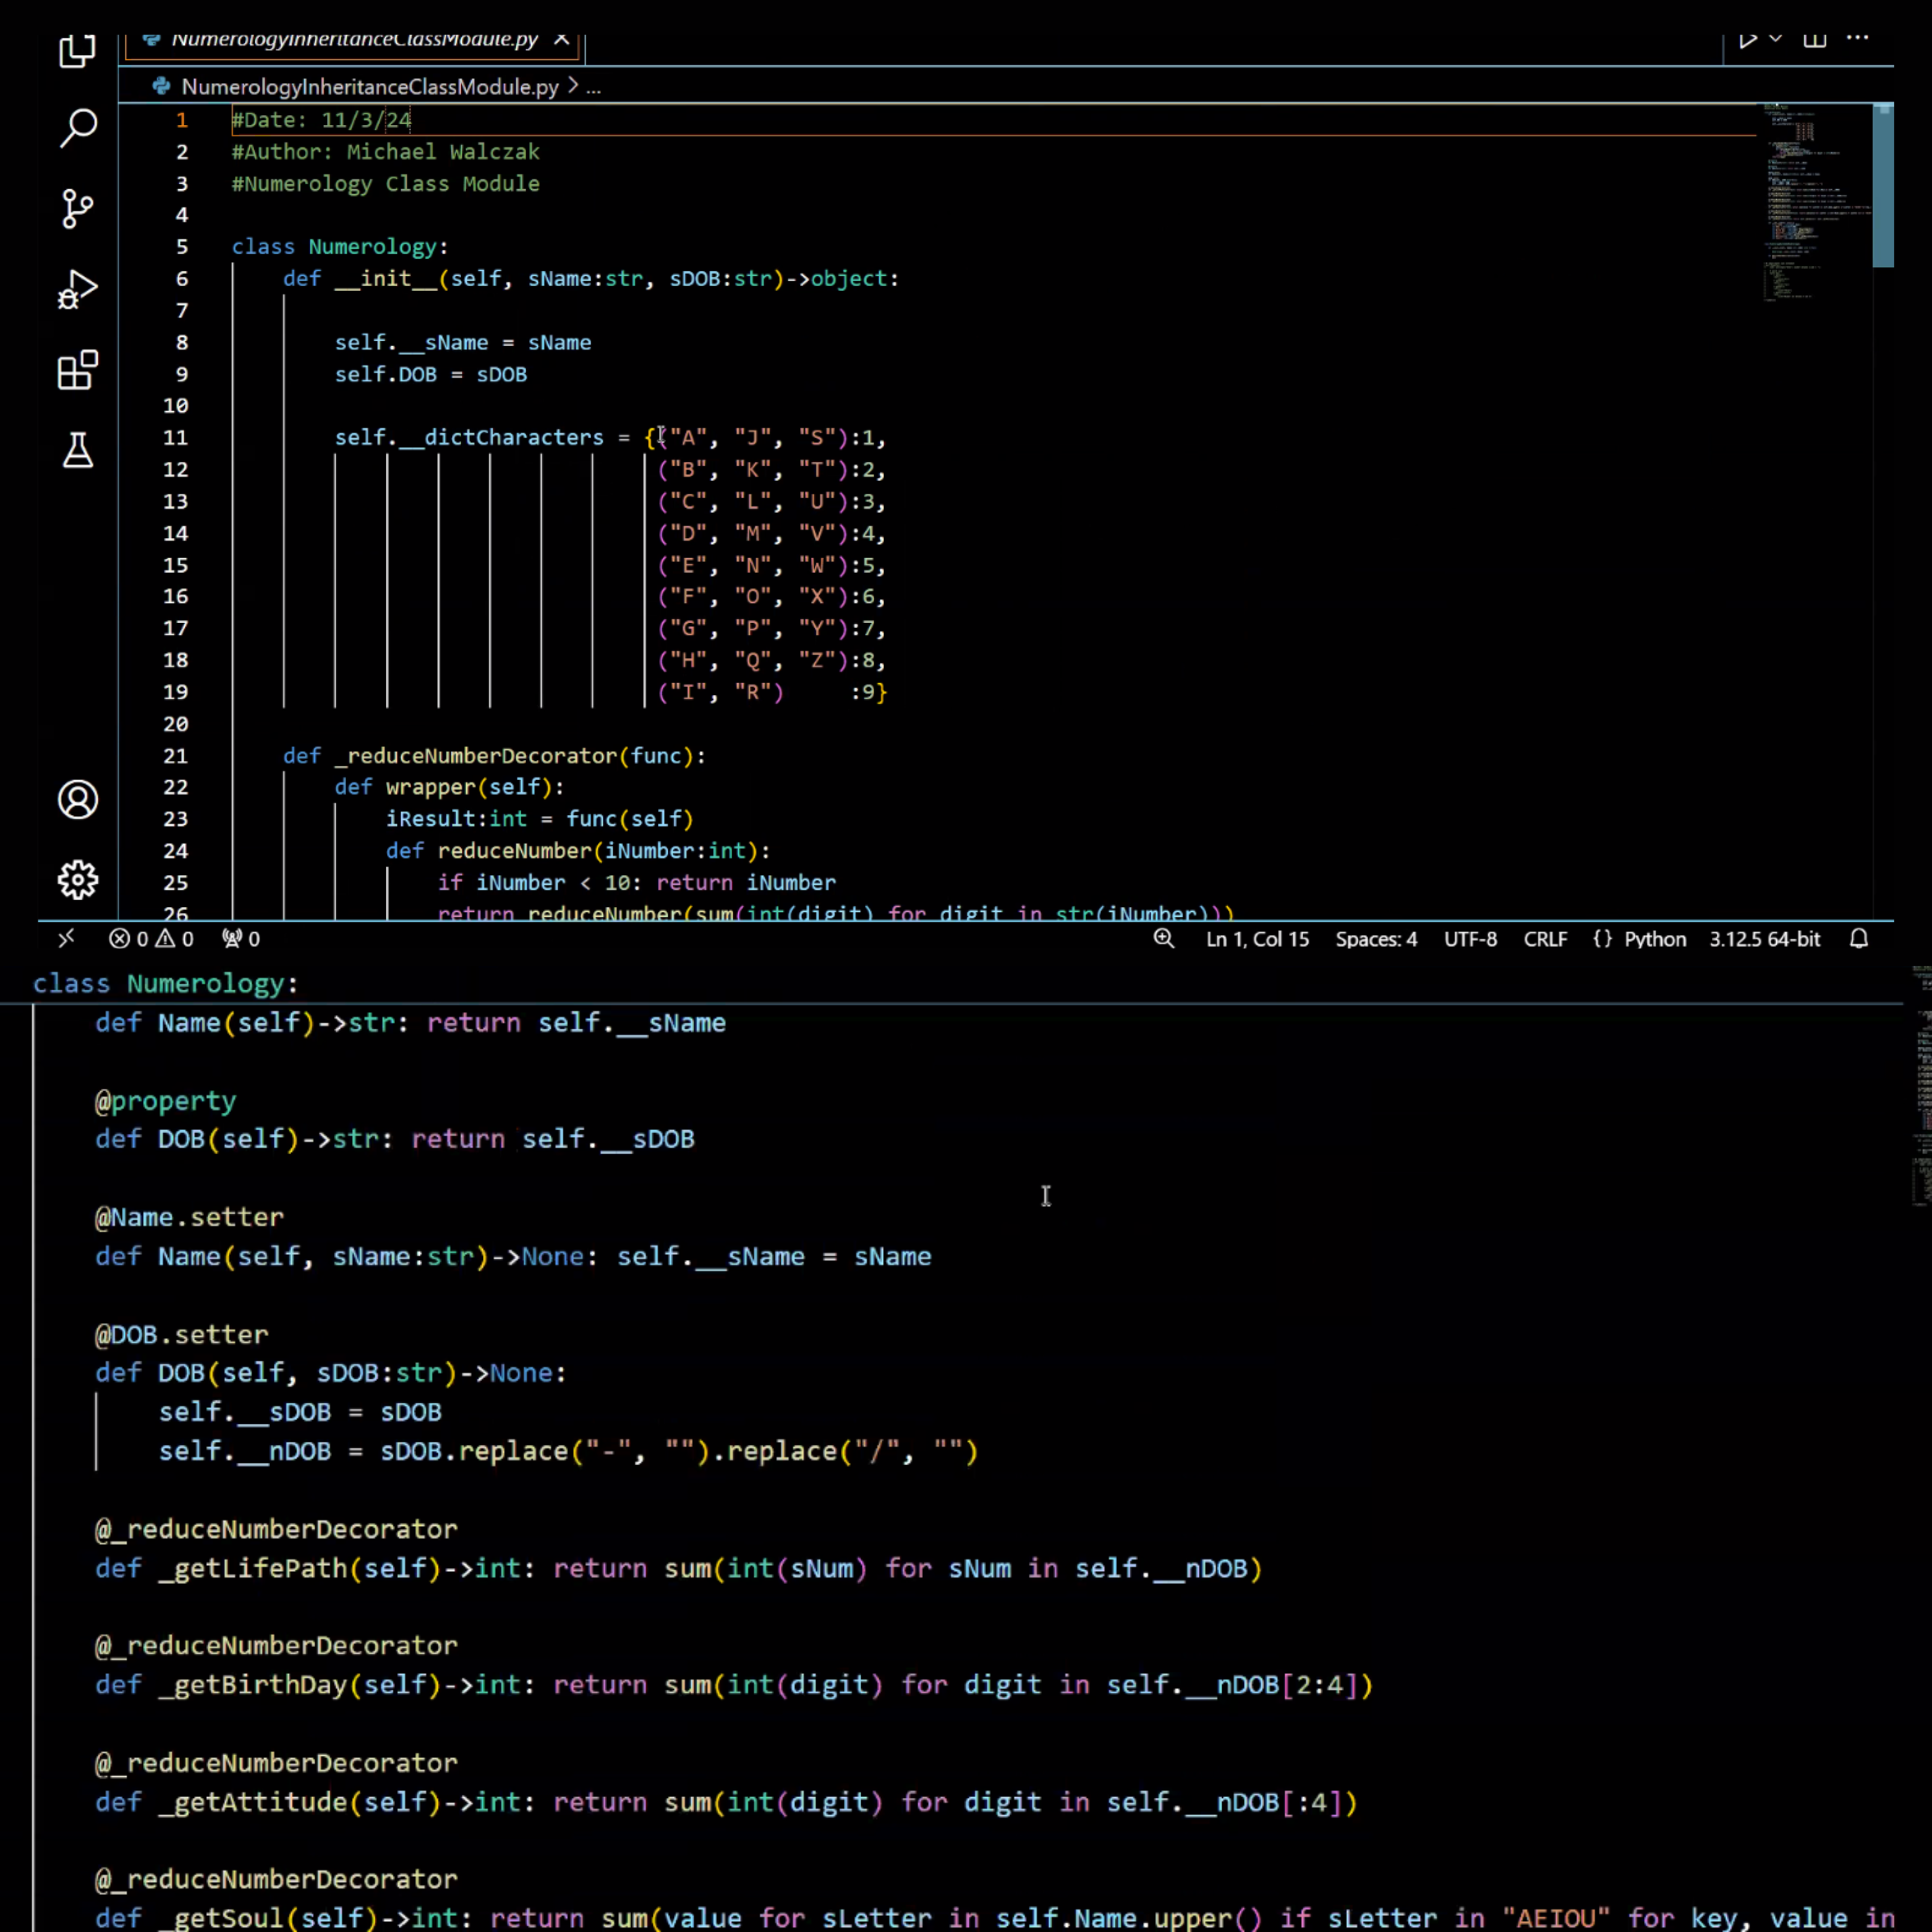 NumerologyInheritanceClassModule.py
NumerologyInheritanceClassModule.py > ...
1 #Date: 11/3/24
2 #Author: Michael Walczak
3 #Numerology Class Module
4
5 class Numerology:
6 def __init__(self, sName:str, sDOB:str)->object:
7
8 self.__sName = sName
9 self.DOB = sDOB
10
11 self.__dictCharacters = {("A", "J", "S"):1,
12 ("B", "K", "T"):2,
13 ("C", "L", "U"):3,
14 ("D", "M", "V"):4,
15 ("E", "N", "W"):5,
16 ("F", "O", "X"):6,
17 ("G", "P", "Y"):7,
18 ("H", "Q", "Z"):8,
19 ("I", "R") :9}
20
21 def _reduceNumberDecorator(func):
22 def wrapper(self):
23 iResult:int = func(self)
24 def reduceNumber(iNumber:int):
25 if iNumber < 10: return iNumber
26 return reduceNumber(sum(int(digit) for digit in str(iNumber)))
0 0 0 Ln 1, Col 15 Spaces: 4 UTF-8 CRLF {} Python 3.12.5 64-bit
class Numerology:
def Name(self)->str: return self.__sName
@property
def DOB(self)->str: return self.__sDOB
@Name.setter
def Name(self, sName:str)->None: self.__sName = sName
@DOB.setter
def DOB(self, sDOB:str)->None:
self.__sDOB = sDOB
self.__nDOB = sDOB.replace("-", "").replace("/", "")
@_reduceNumberDecorator
def _getLifePath(self)->int: return sum(int(sNum) for sNum in self.__nDOB)
@_reduceNumberDecorator
def _getBirthDay(self)->int: return sum(int(digit) for digit in self.__nDOB[2:4])
@_reduceNumberDecorator
def _getAttitude(self)->int: return sum(int(digit) for digit in self.__nDOB[:4])
@_reduceNumberDecorator
def _getSoul(self)->int: return sum(value for sLetter in self.Name.upper() if sLetter in "AEIOU" for key, value in